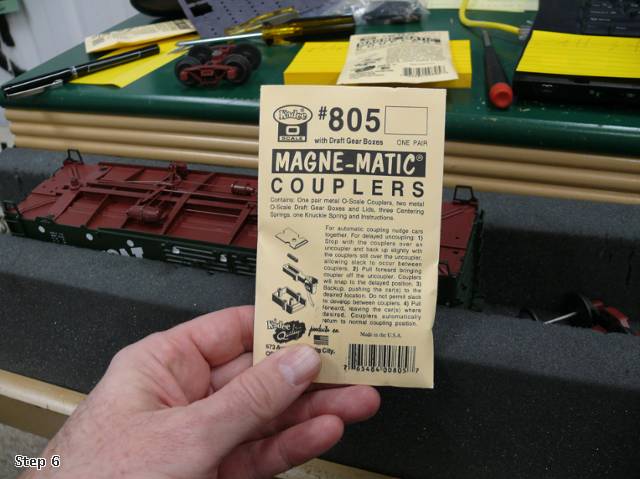 Kadee
O
SCALE
#805
with Draft Gear Boxes
ONE PAIR
MAGNE-MATIC®
COUPLERS
Contains: One pair metal O-Scale Couplers, two metal
O-Scale Draft Gear Boxes and Lids, three Centering
Springs, one Knuckle Spring and Instructions.
For automatic coupling nudge cars
together. For delayed uncoupling: 1)
Stop with the couplers over an
uncoupler and back up slightly with
the couplers still over the uncoupler,
allowing slack to occur between
couplers. 2) Pull forward bringing
coupler off the uncoupler. Couplers
will snap to the delayed position. 3)
Backup, pushing the car(s) to the
desired location. Do not permit slack
to develop between couplers. 4) Pull
forward, leaving the car(s) where
desired. Couplers automatically
return to normal coupling position.
Kadee
Quality
products co.
673 A
City,
Made in the U.S.A.
7 65464 00805 7
Step 6